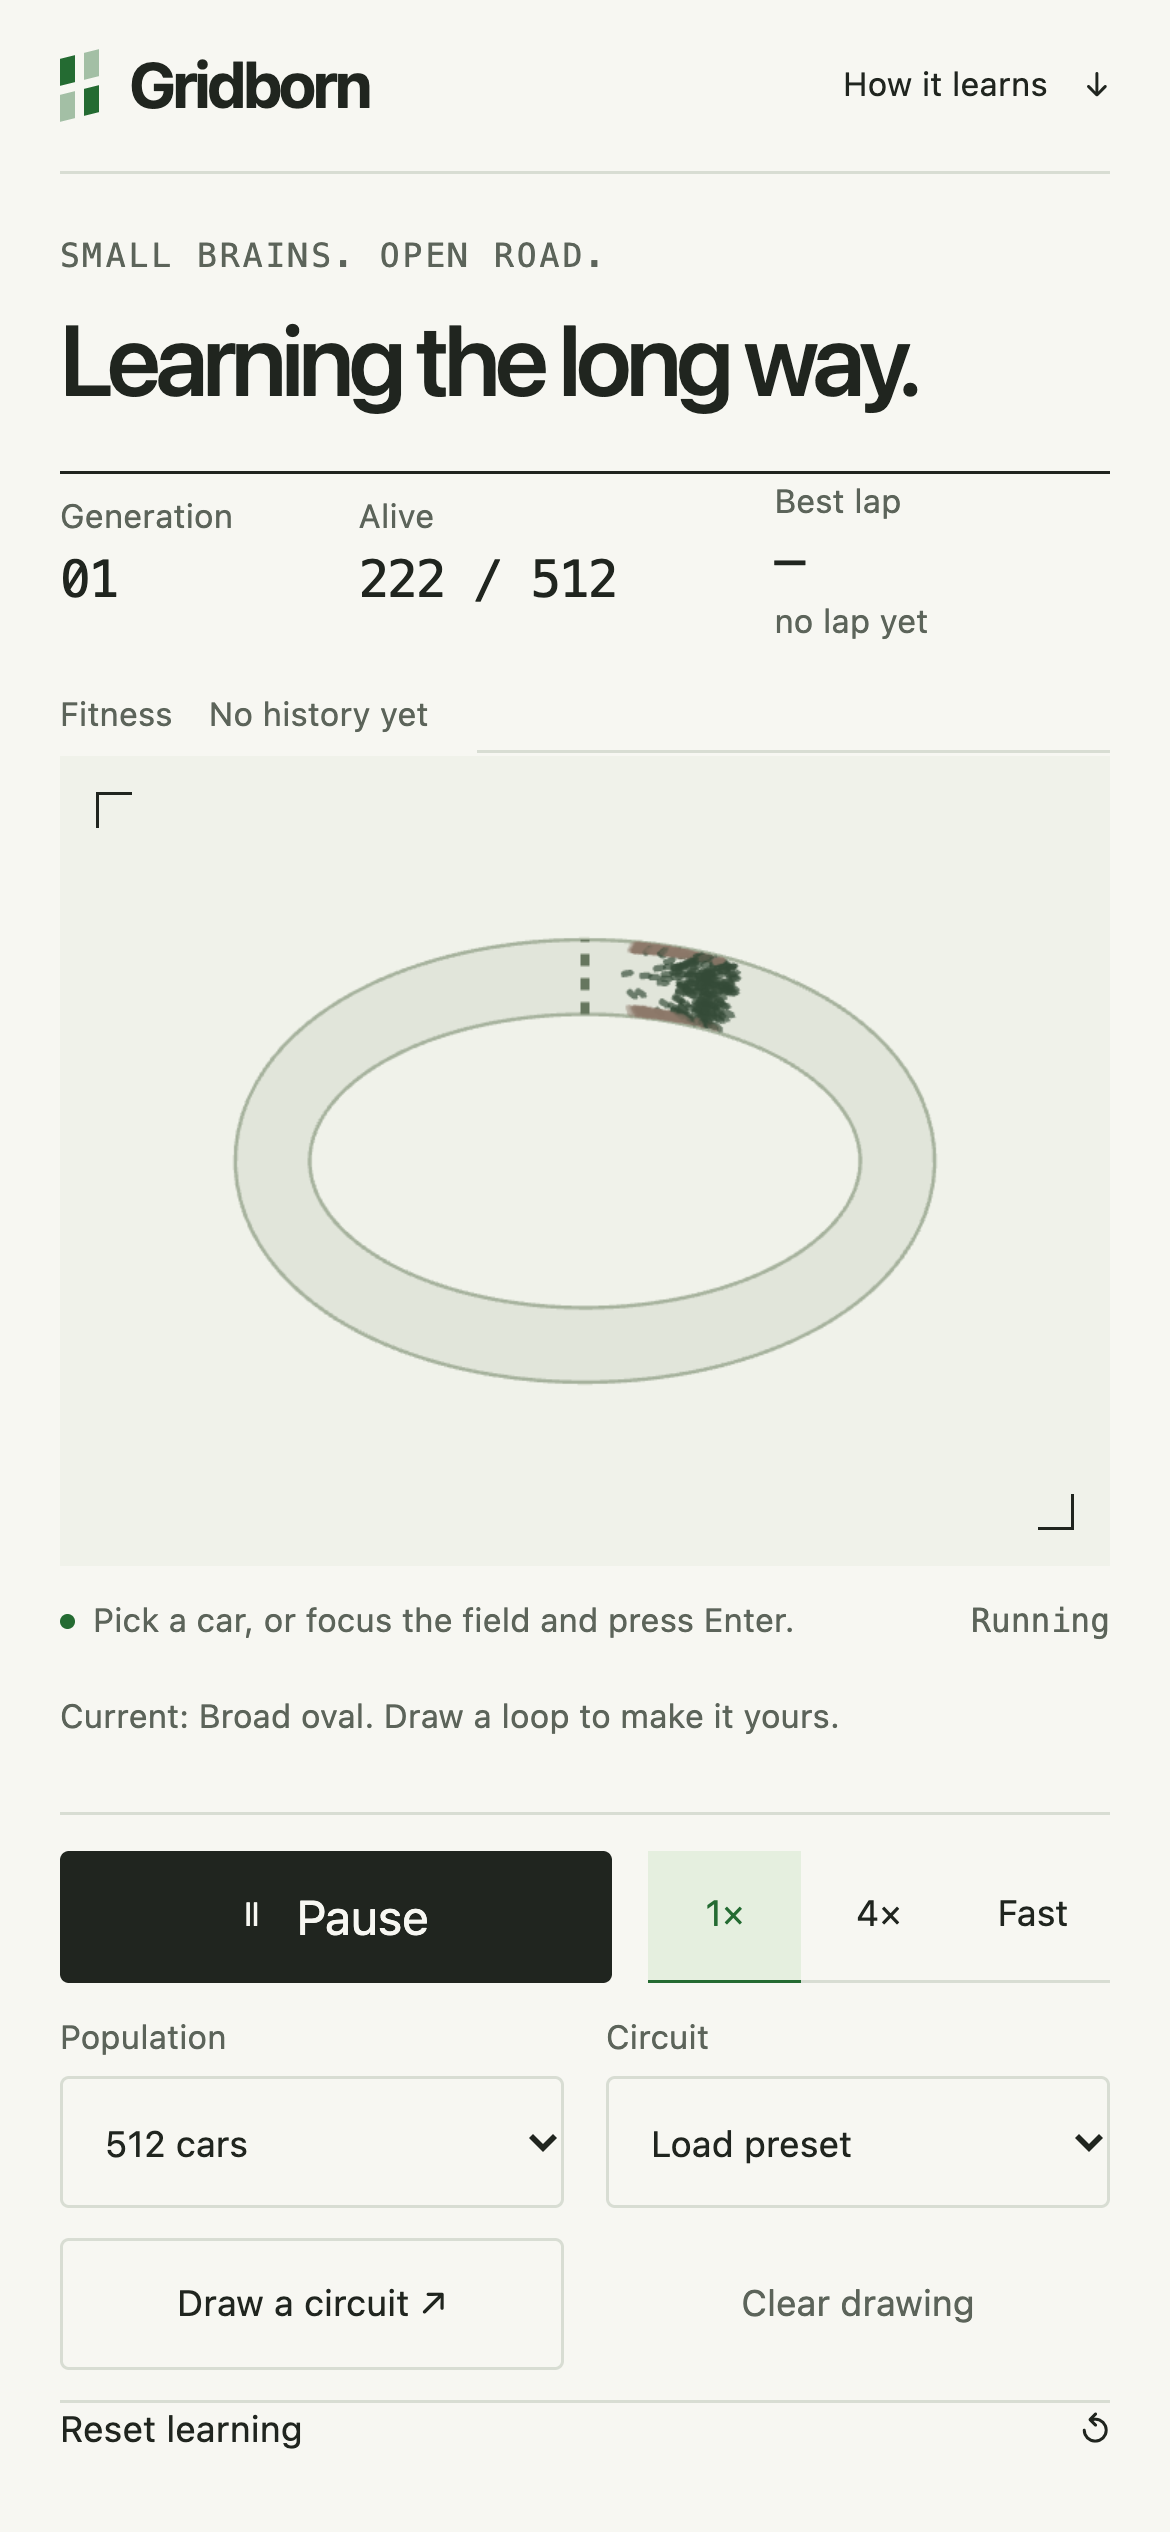 Gridborn
How it learns ↓
SMALL BRAINS. OPEN ROAD.
Learning the long way.
Generation
01
Alive
222 / 512
Best lap
—
no lap yet
Fitness No history yet
Pick a car, or focus the field and press Enter.
Running
Current: Broad oval. Draw a loop to make it yours.
Pause
1×
4×
Fast
Population
512 cars
Circuit
Load preset
Draw a circuit ↗
Clear drawing
Reset learning